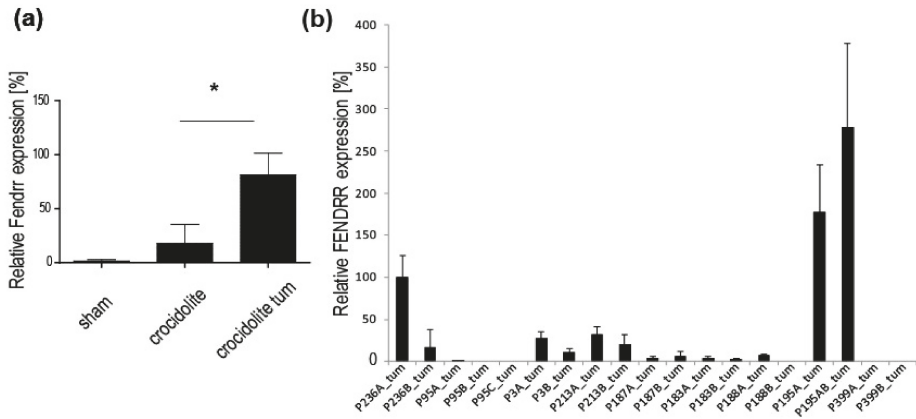 (a)
Relative Fendrr expression [%]
150
100
50
0
*
sham
crocidolite
crocidolite tum
(b)
Relative FENDRR expression [%]
400
350
300
250
200
150
100
50
0
P236A_tum
P236B_tum
P95A_tum
P95B_tum
P95C_tum
P3A_tum
P3B_tum
P213A_tum
P213B_tum
P187A_tum
P187B_tum
P183A_tum
P183B_tum
P188A_tum
P188B_tum
P195A_tum
P195AB_tum
P399A_tum
P399B_tum